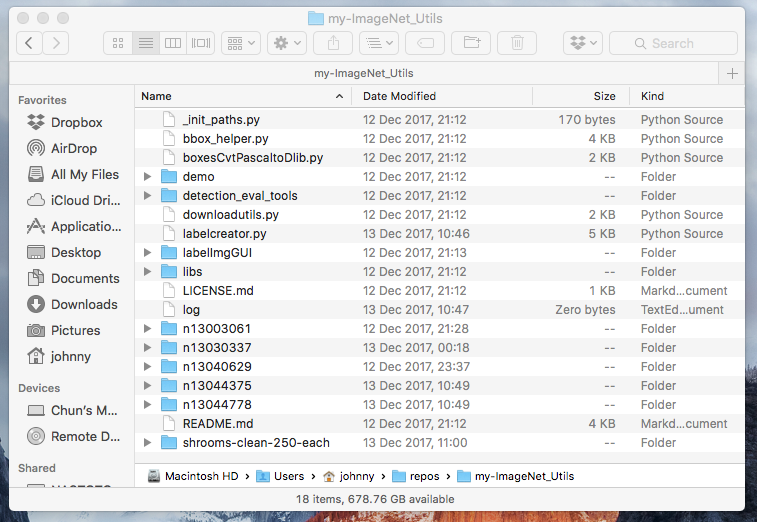 my-ImageNet_Utils
Search
my-ImageNet_Utils
Favorites
Dropbox
AirDrop
All My Files
iCloud Dri...
Applicatio...
Desktop
Documents
Downloads
Pictures
johnny
Devices
Chun's M...
Remote D...
Shared
Name Date Modified Size Kind
_init_paths.py 12 Dec 2017, 21:12 170 bytes Python Source
bbox_helper.py 12 Dec 2017, 21:12 4 KB Python Source
boxesCvtPascaltoDlib.py 12 Dec 2017, 21:12 2 KB Python Source
demo 12 Dec 2017, 21:12 -- Folder
detection_eval_tools 12 Dec 2017, 21:12 -- Folder
downloadutils.py 12 Dec 2017, 21:12 2 KB Python Source
labelcreator.py 13 Dec 2017, 10:46 5 KB Python Source
labelImgGUI 12 Dec 2017, 21:13 -- Folder
libs 12 Dec 2017, 21:12 -- Folder
LICENSE.md 12 Dec 2017, 21:12 1 KB Markd...cument
log 13 Dec 2017, 10:47 Zero bytes TextEd...ument
n13003061 12 Dec 2017, 21:28 -- Folder
n13030337 13 Dec 2017, 00:18 -- Folder
n13040629 12 Dec 2017, 23:37 -- Folder
n13044375 13 Dec 2017, 10:49 -- Folder
n13044778 13 Dec 2017, 10:49 -- Folder
README.md 12 Dec 2017, 21:12 4 KB Markd...cument
shrooms-clean-250-each 13 Dec 2017, 11:00 -- Folder
Macintosh HD › Users › johnny › repos › my-ImageNet_Utils
18 items, 678.76 GB available